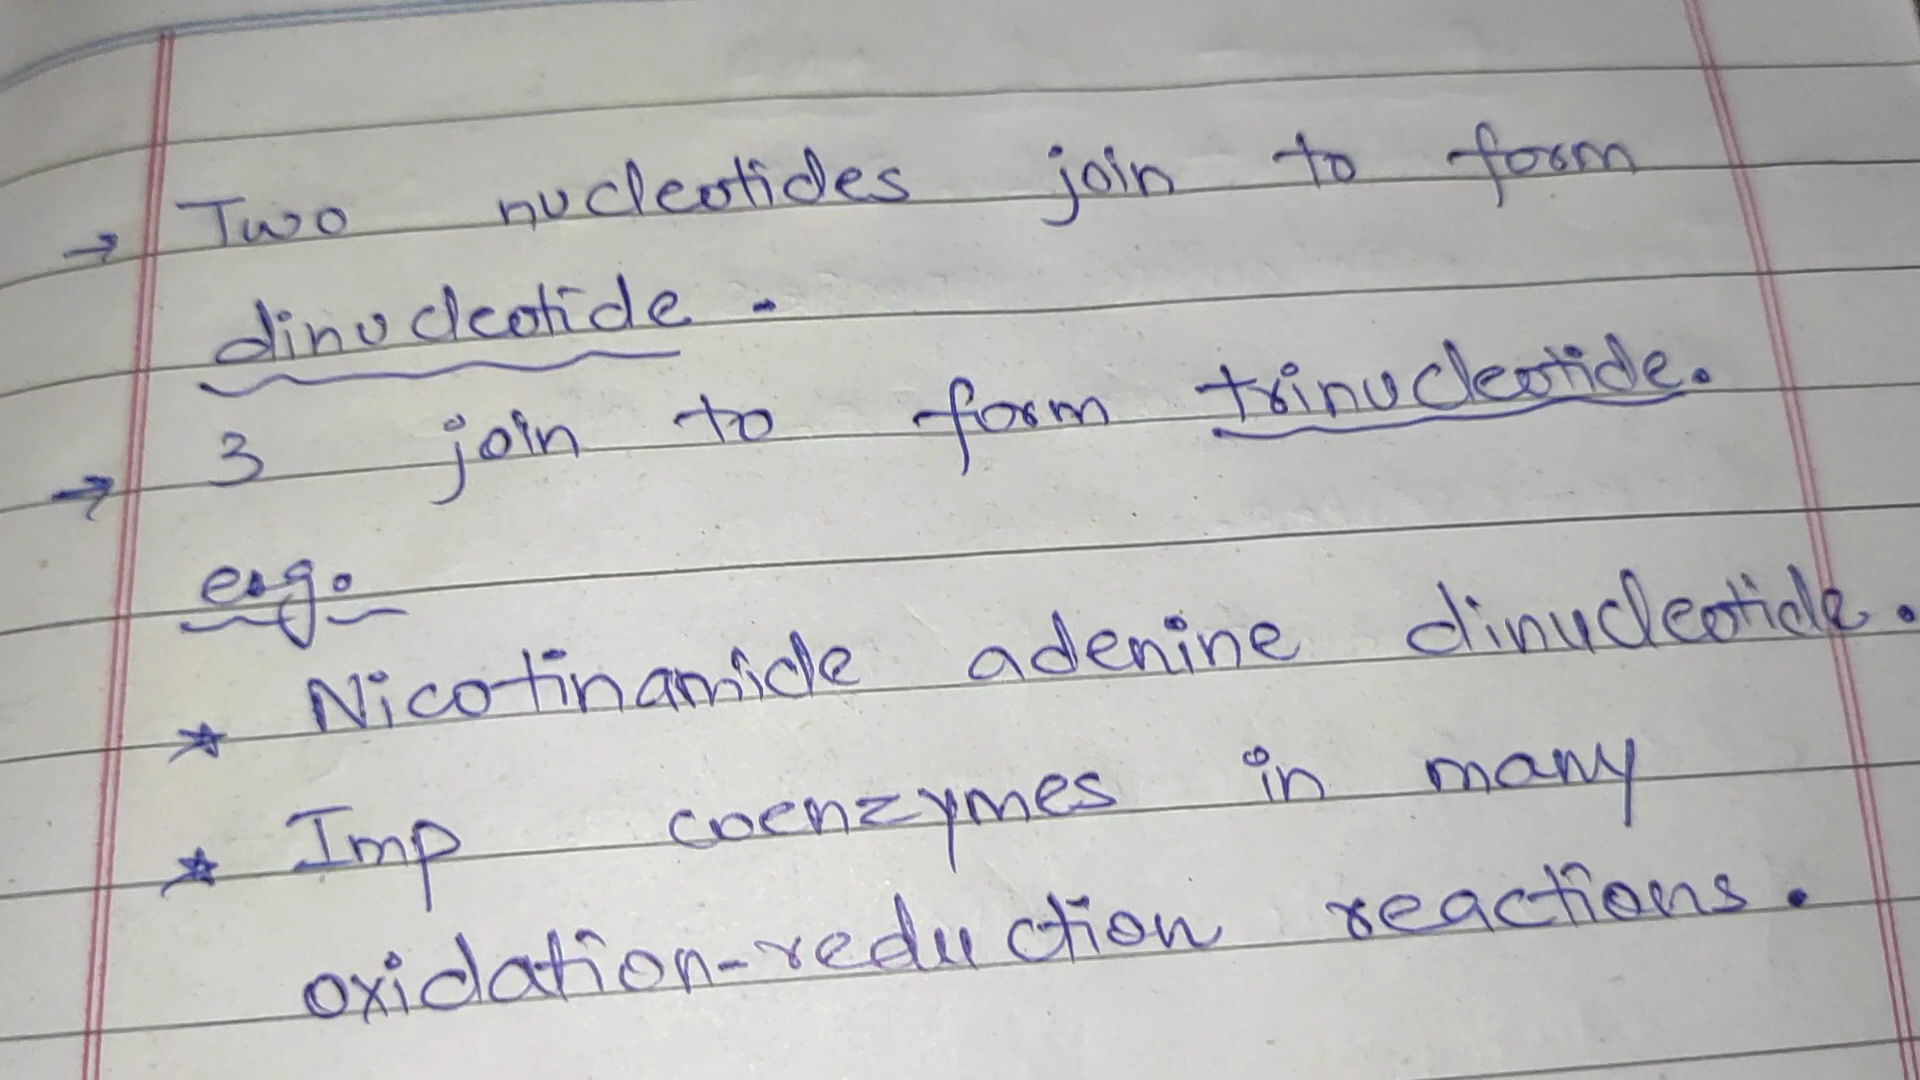 → Two nucleotides join to form
dinucleotide.
→ 3 join to form trinucleotide.
e.g.
* Nicotinamide adenine dinucleotide.
* Imp coenzymes in many
oxidation-reduction reactions.